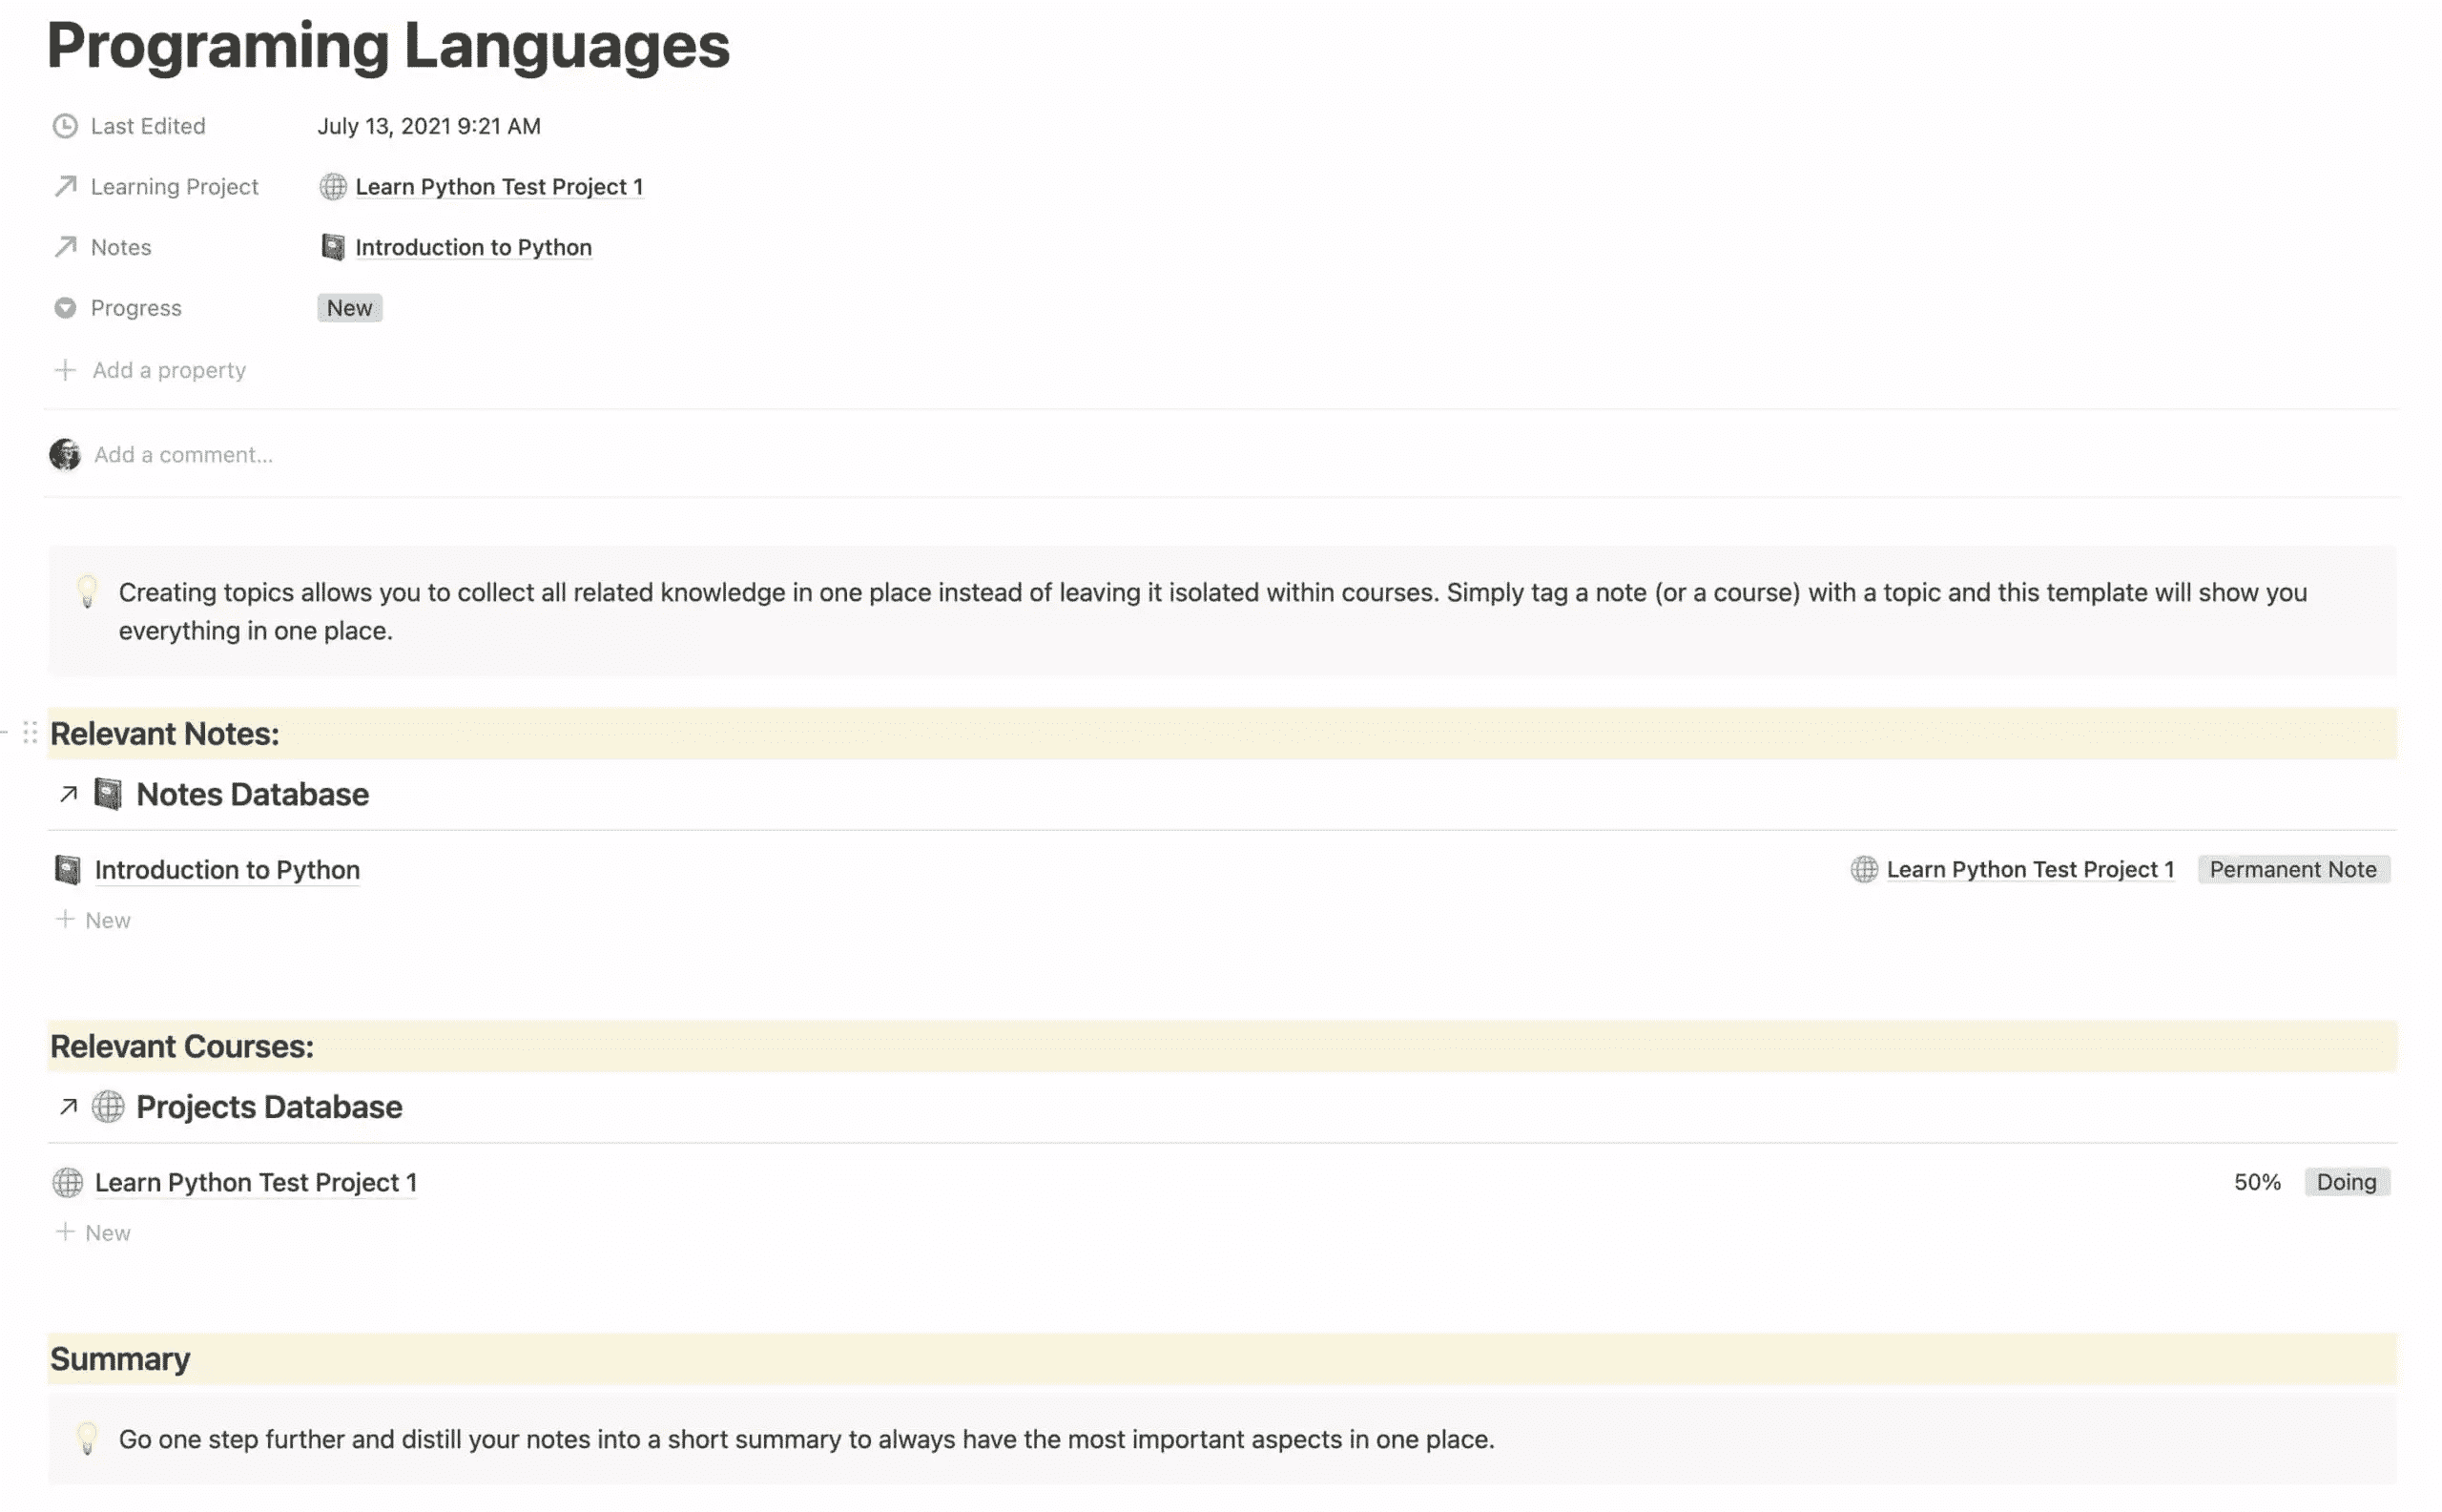 Programing Languages
Last Edited July 13, 2021 9:21 AM
Learning Project Learn Python Test Project 1
Notes Introduction to Python
Progress New
Add a property
Add a comment...
Creating topics allows you to collect all related knowledge in one place instead of leaving it isolated within courses. Simply tag a note (or a course) with a topic and this template will show you
everything in one place.
Relevant Notes:
Notes Database
Introduction to Python Learn Python Test Project 1 Permanent Note
New
Relevant Courses:
Projects Database
Learn Python Test Project 1 50% Doing
New
Summary
Go one step further and distill your notes into a short summary to always have the most important aspects in one place.